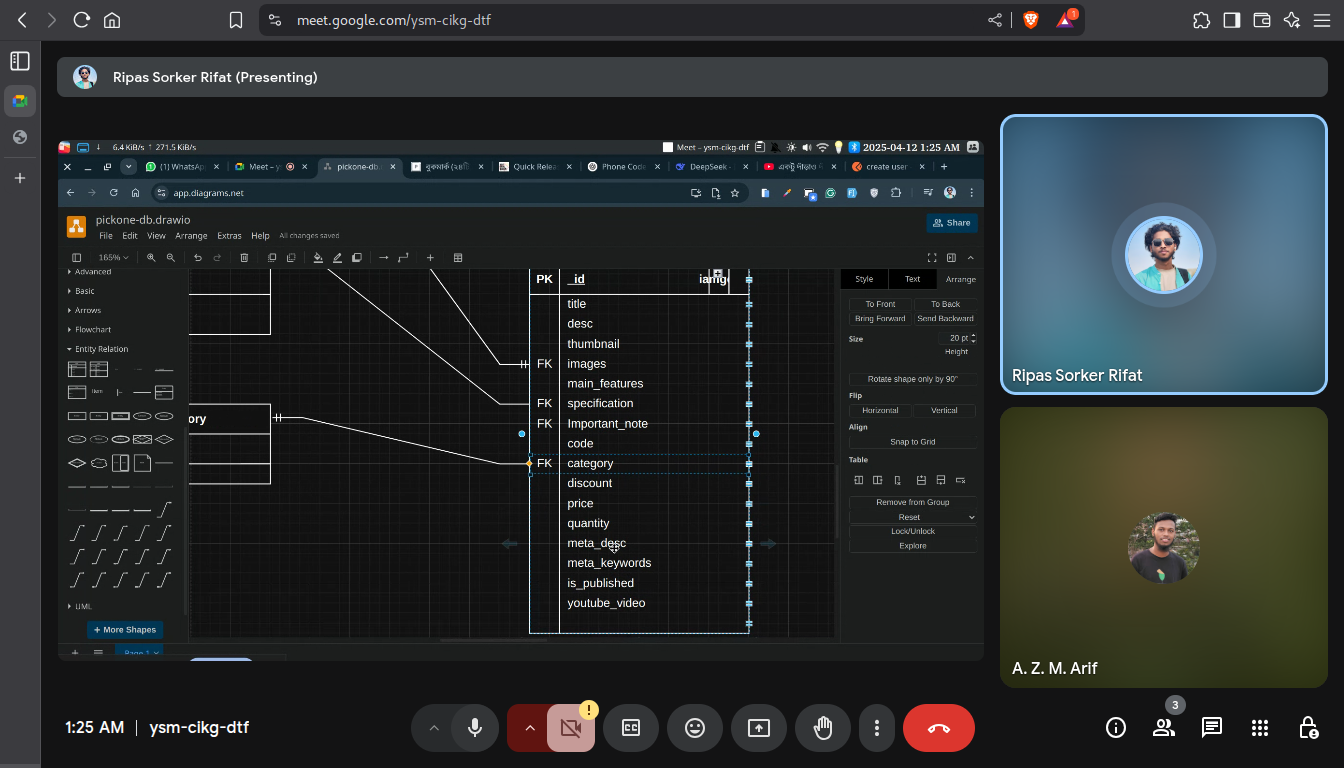 meet.google.com/ysm-cikg-dtf
1
Ripas Sorker Rifat (Presenting)
6.4 KiB/s ↑ 271.5 KiB/s
Meet – ysm-cikg-dtf
2025-04-12 1:25 AM
(1) WhatsAp
Meet – y
pickone-db.
Quick Relea
Phone Code
DeepSeek -
create user
app.diagrams.net
pickone-db.drawio
File Edit View Arrange Extras Help All changes saved
Share
165%
Advanced
Basic
Arrows
Flowchart
Entity Relation
Item
UML
+ More Shapes
Page 1
ory
PK _id
title
desc
thumbnail
FK images
main_features
FK specification
FK Important_note
code
FK category
discount
price
quantity
meta_desc
meta_keywords
is_published
youtube_video
Style Text Arrange
To Front To Back
Bring Forward Send Backward
Size 20 pt
Height
Rotate shape only by 90°
Flip
Horizontal Vertical
Align
Snap to Grid
Table
Remove from Group
Reset
Lock/Unlock
Explore
Ripas Sorker Rifat
A. Z. M. Arif
1:25 AM | ysm-cikg-dtf
3